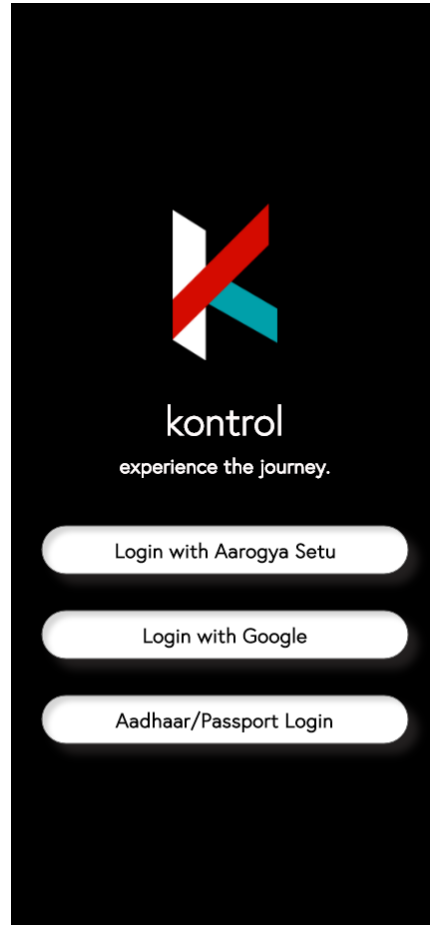 kontrol
experience the journey.
Login with Aarogya Setu
Login with Google
Aadhaar/Passport Login